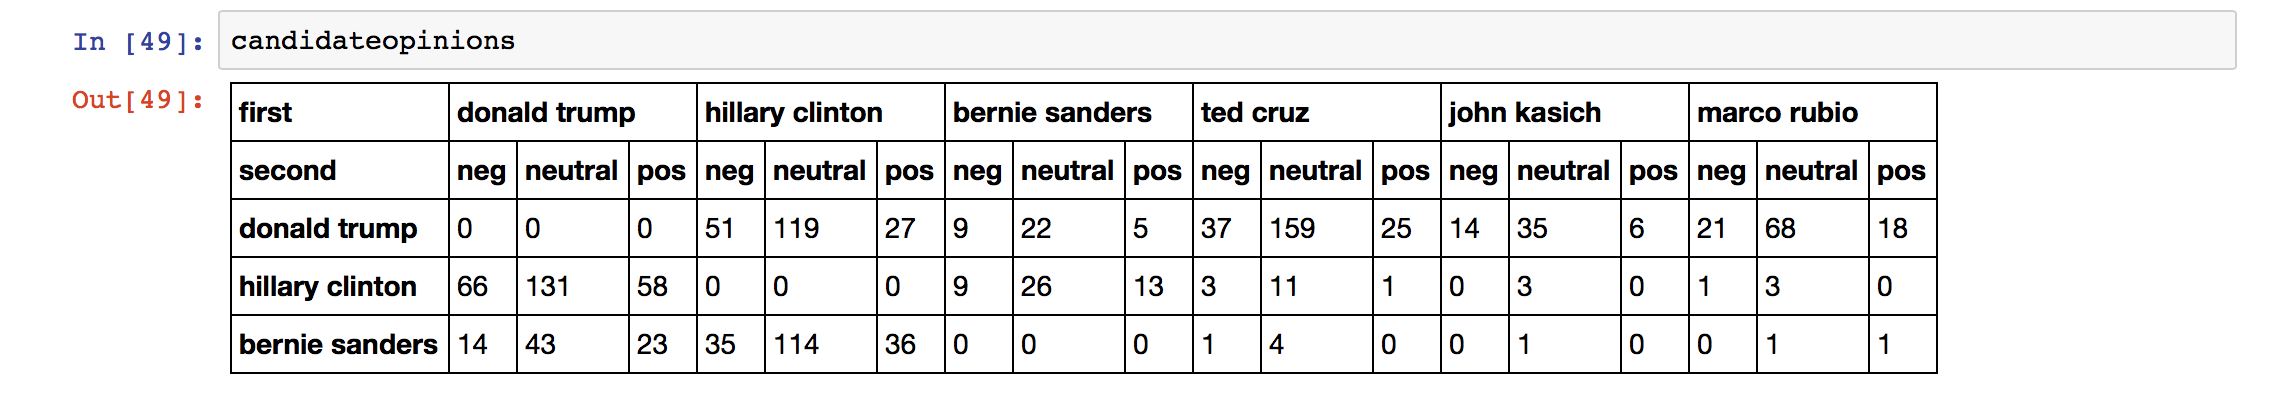 In [49]: candidateopinions
Out[49]:
first donald trump hillary clinton bernie sanders ted cruz john kasich marco rubio
second neg neutral pos neg neutral pos neg neutral pos neg neutral pos neg neutral pos neg neutral pos
donald trump 0 0 0 51 119 27 9 22 5 37 159 25 14 35 6 21 68 18
hillary clinton 66 131 58 0 0 0 9 26 13 3 11 1 0 3 0 1 3 0
bernie sanders 14 43 23 35 114 36 0 0 0 1 4 0 0 1 0 0 1 1